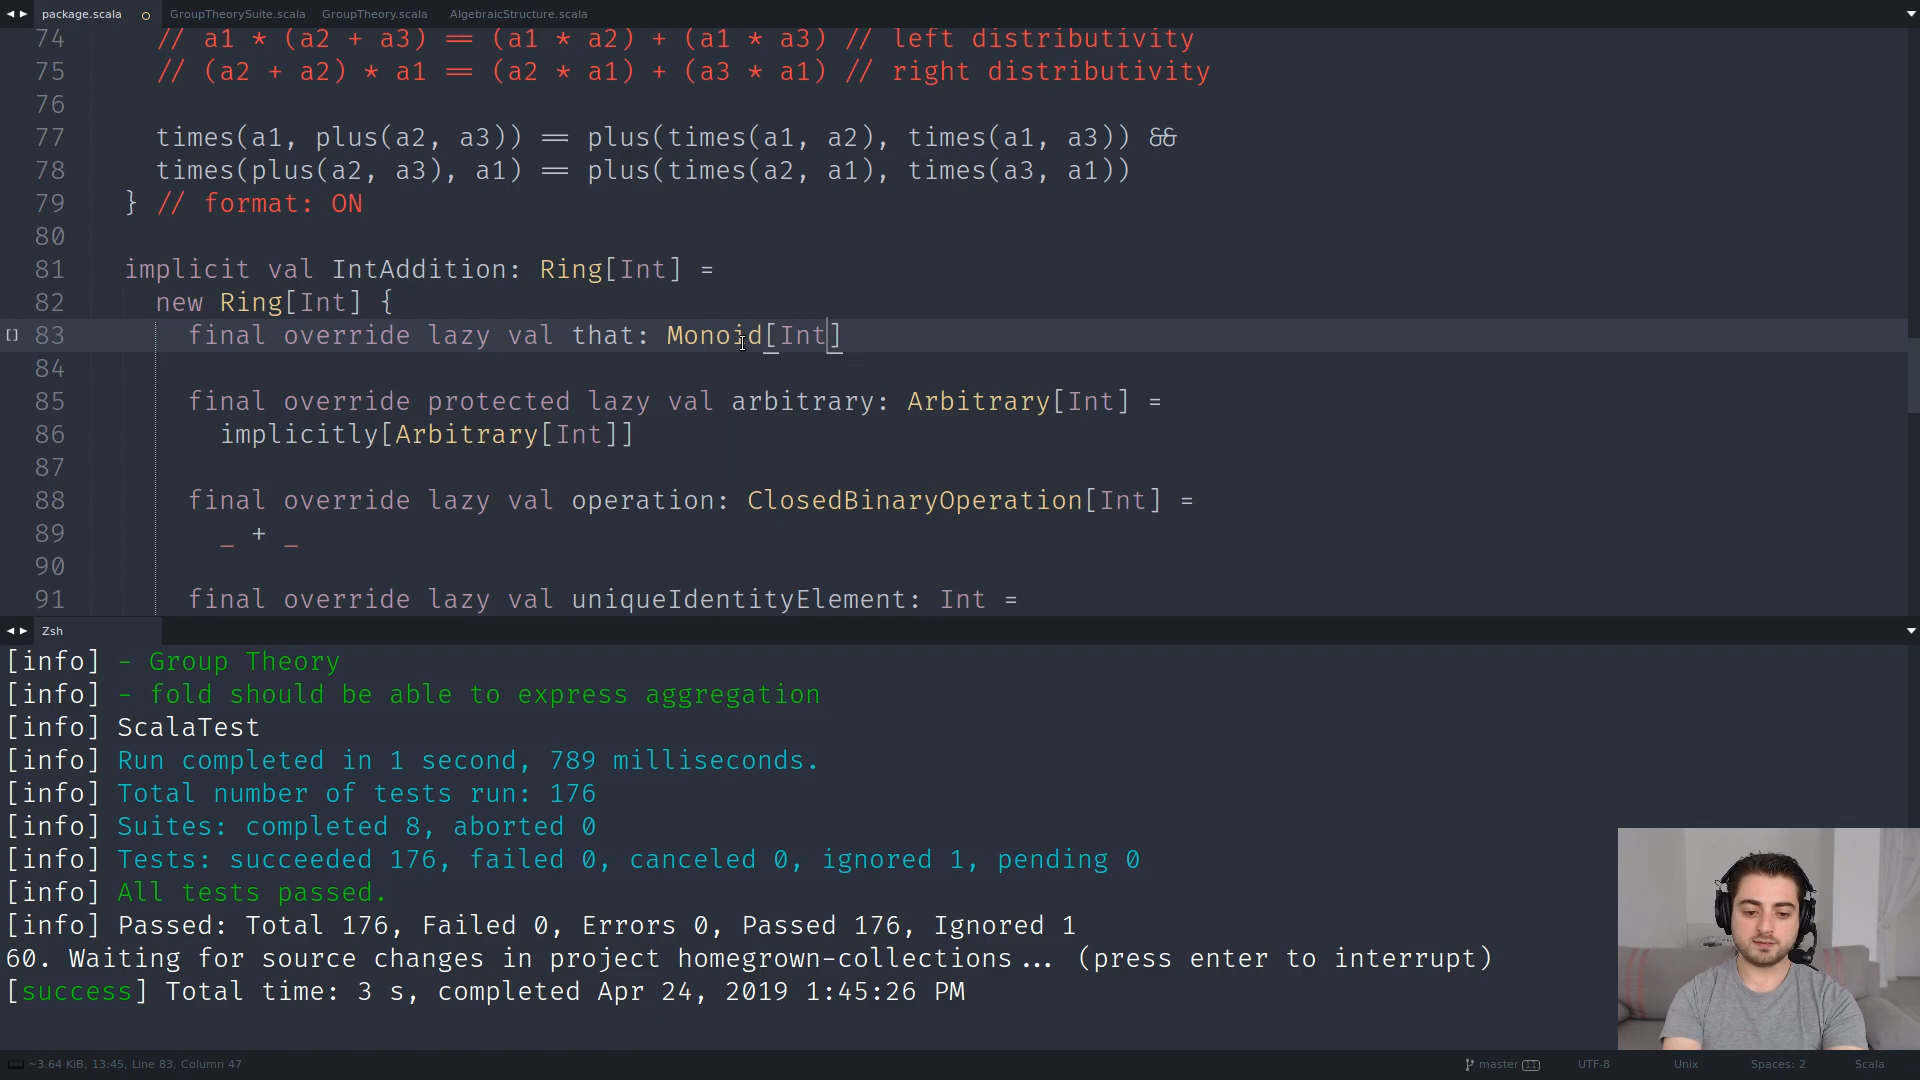 package.scala
GroupTheorySuite.scala
GroupTheory.scala
AlgebraicStructure.scala
74 // a1 * (a2 + a3) == (a1 * a2) + (a1 * a3) // left distributivity
75 // (a2 + a2) * a1 == (a2 * a1) + (a3 * a1) // right distributivity
76
77 times(a1, plus(a2, a3)) == plus(times(a1, a2), times(a1, a3)) &&
78 times(plus(a2, a3), a1) == plus(times(a2, a1), times(a3, a1))
79 } // format: ON
80
81 implicit val IntAddition: Ring[Int] =
82 new Ring[Int] {
[] 83 final override lazy val that: Monoid[Int]
84
85 final override protected lazy val arbitrary: Arbitrary[Int] =
86 implicitly[Arbitrary[Int]]
87
88 final override lazy val operation: ClosedBinaryOperation[Int] =
89 _ + _
90
91 final override lazy val uniqueIdentityElement: Int =
Zsh
[info] - Group Theory
[info] - fold should be able to express aggregation
[info] ScalaTest
[info] Run completed in 1 second, 789 milliseconds.
[info] Total number of tests run: 176
[info] Suites: completed 8, aborted 0
[info] Tests: succeeded 176, failed 0, canceled 0, ignored 1, pending 0
[info] All tests passed.
[info] Passed: Total 176, Failed 0, Errors 0, Passed 176, Ignored 1
60. Waiting for source changes in project homegrown-collections... (press enter to interrupt)
[success] Total time: 3 s, completed Apr 24, 2019 1:45:26 PM
~3.64 KiB, 13:45, Line 83, Column 47
master 11
UTF-8
Unix
Spaces: 2
Scala